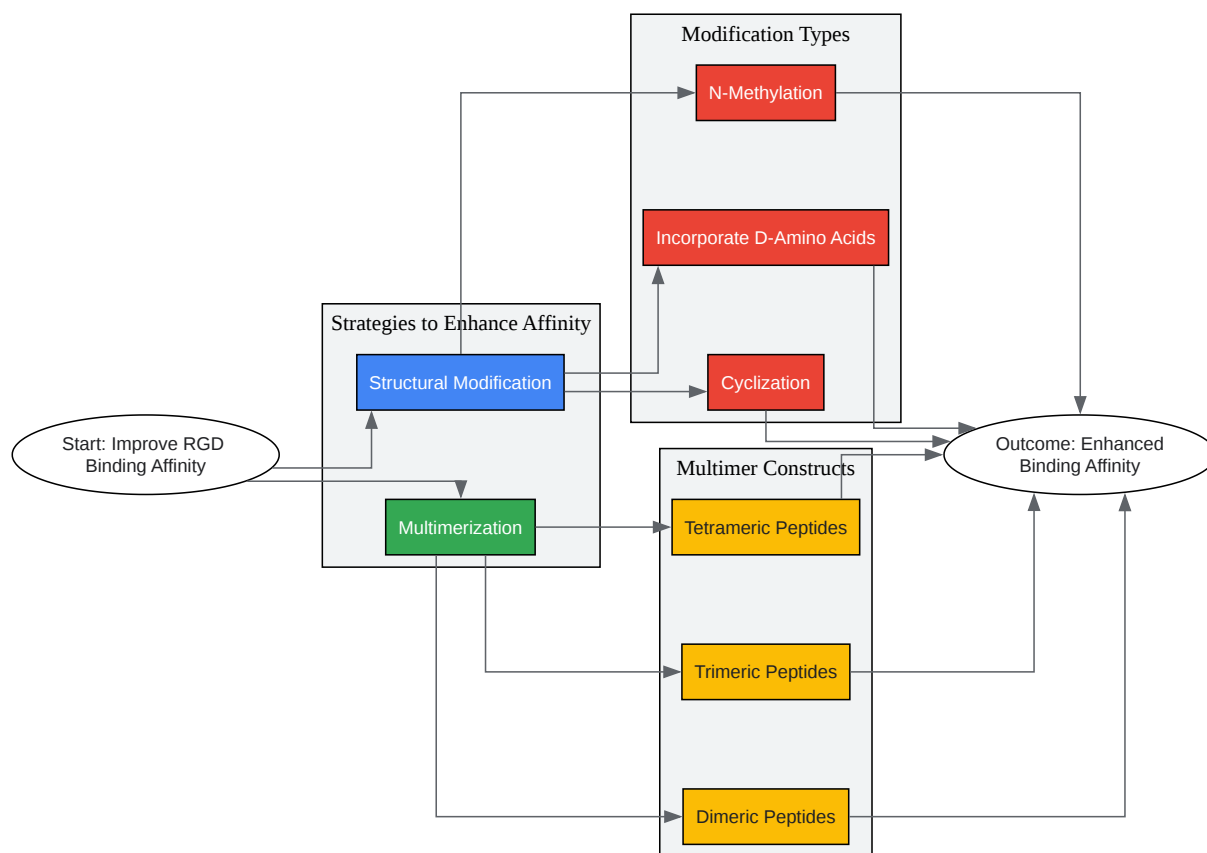 Modification Types
N-Methylation
Incorporate D-Amino Acids
Cyclization
Strategies to Enhance Affinity
Structural Modification
Multimerization
Start: Improve RGD
Binding Affinity
Outcome: Enhanced
Binding Affinity
Multimer Constructs
Tetrameric Peptides
Trimeric Peptides
Dimeric Peptides